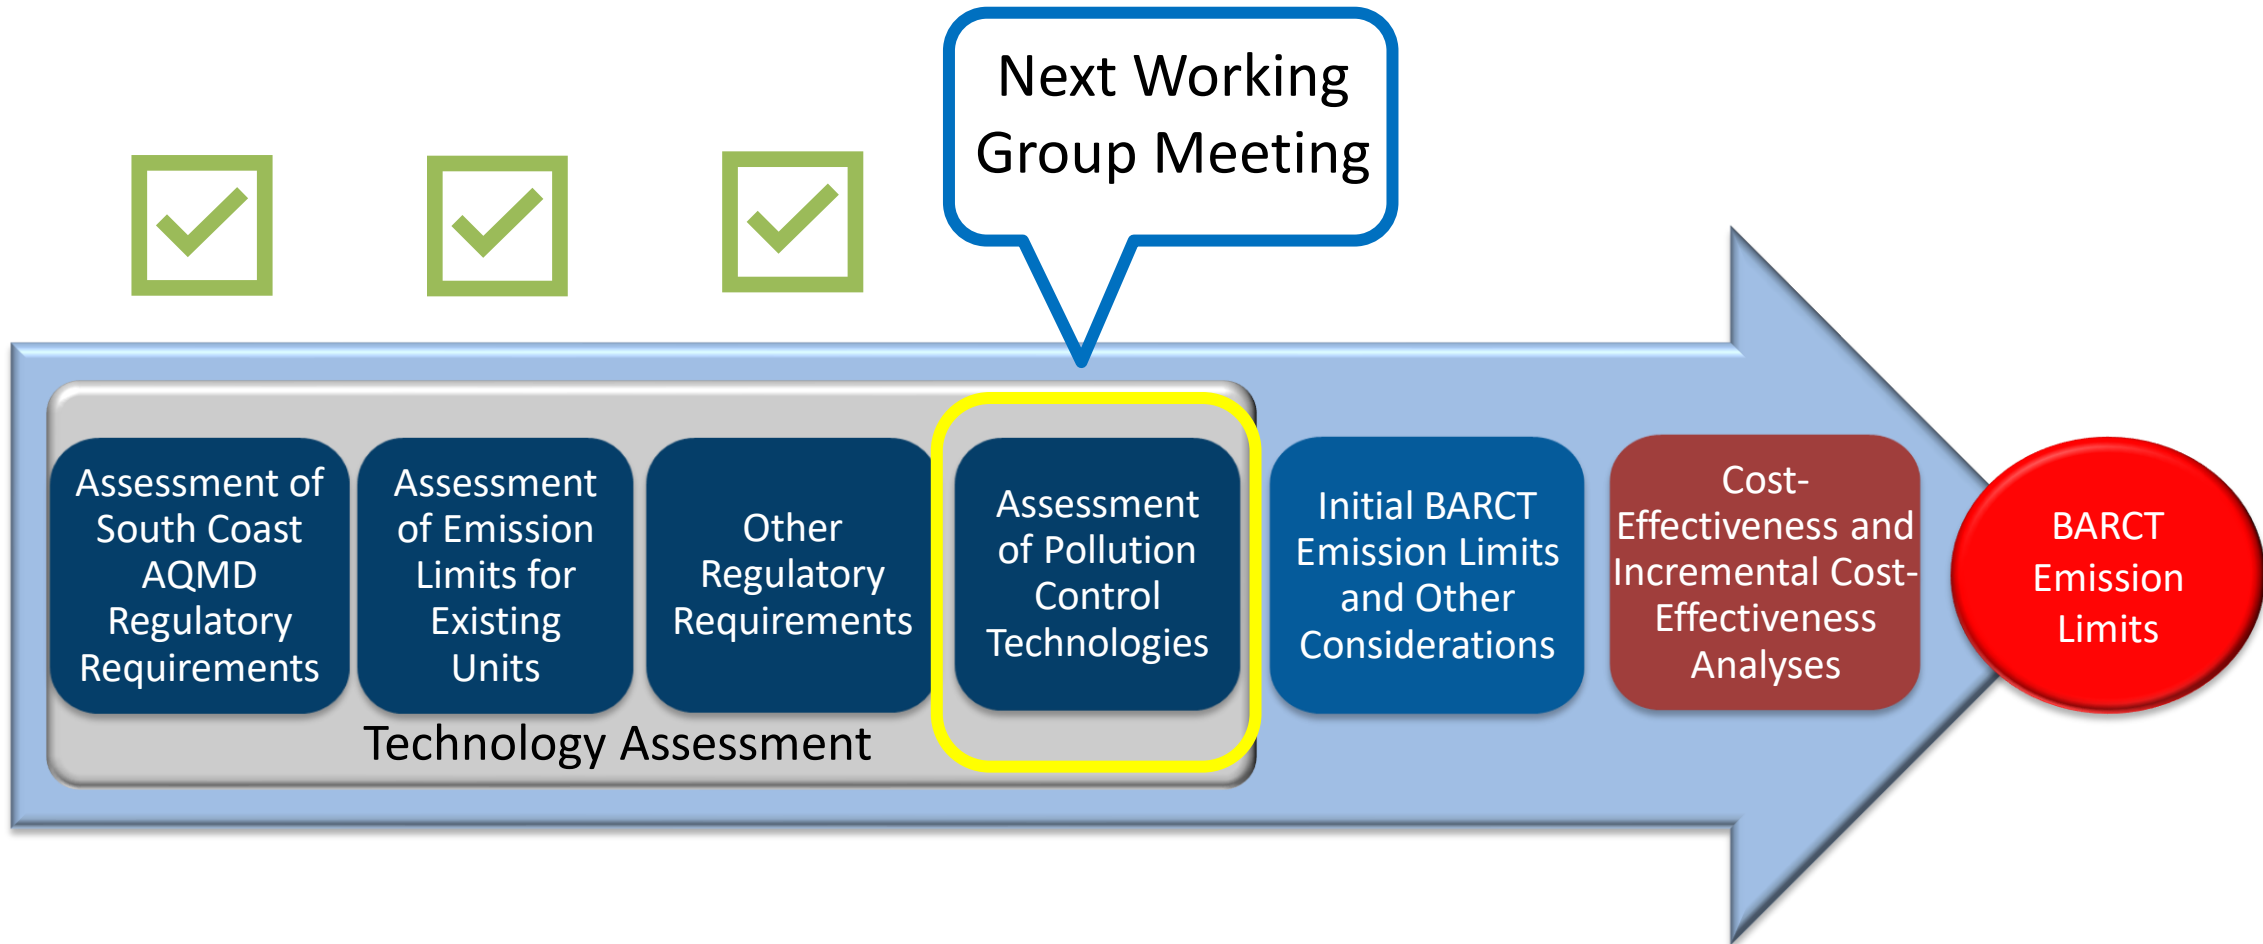 Next Working
Group Meeting
Assessment of
South Coast
AQMD
Regulatory
Requirements
Assessment
of Emission
Limits for
Existing
Units
Other
Regulatory
Requirements
Assessment
of Pollution
Control
Technologies
Initial BARCT
Emission Limits
and Other
Considerations
Cost-
Effectiveness and
Incremental Cost-
Effectiveness
Analyses
BARCT
Emission
Limits
Technology Assessment